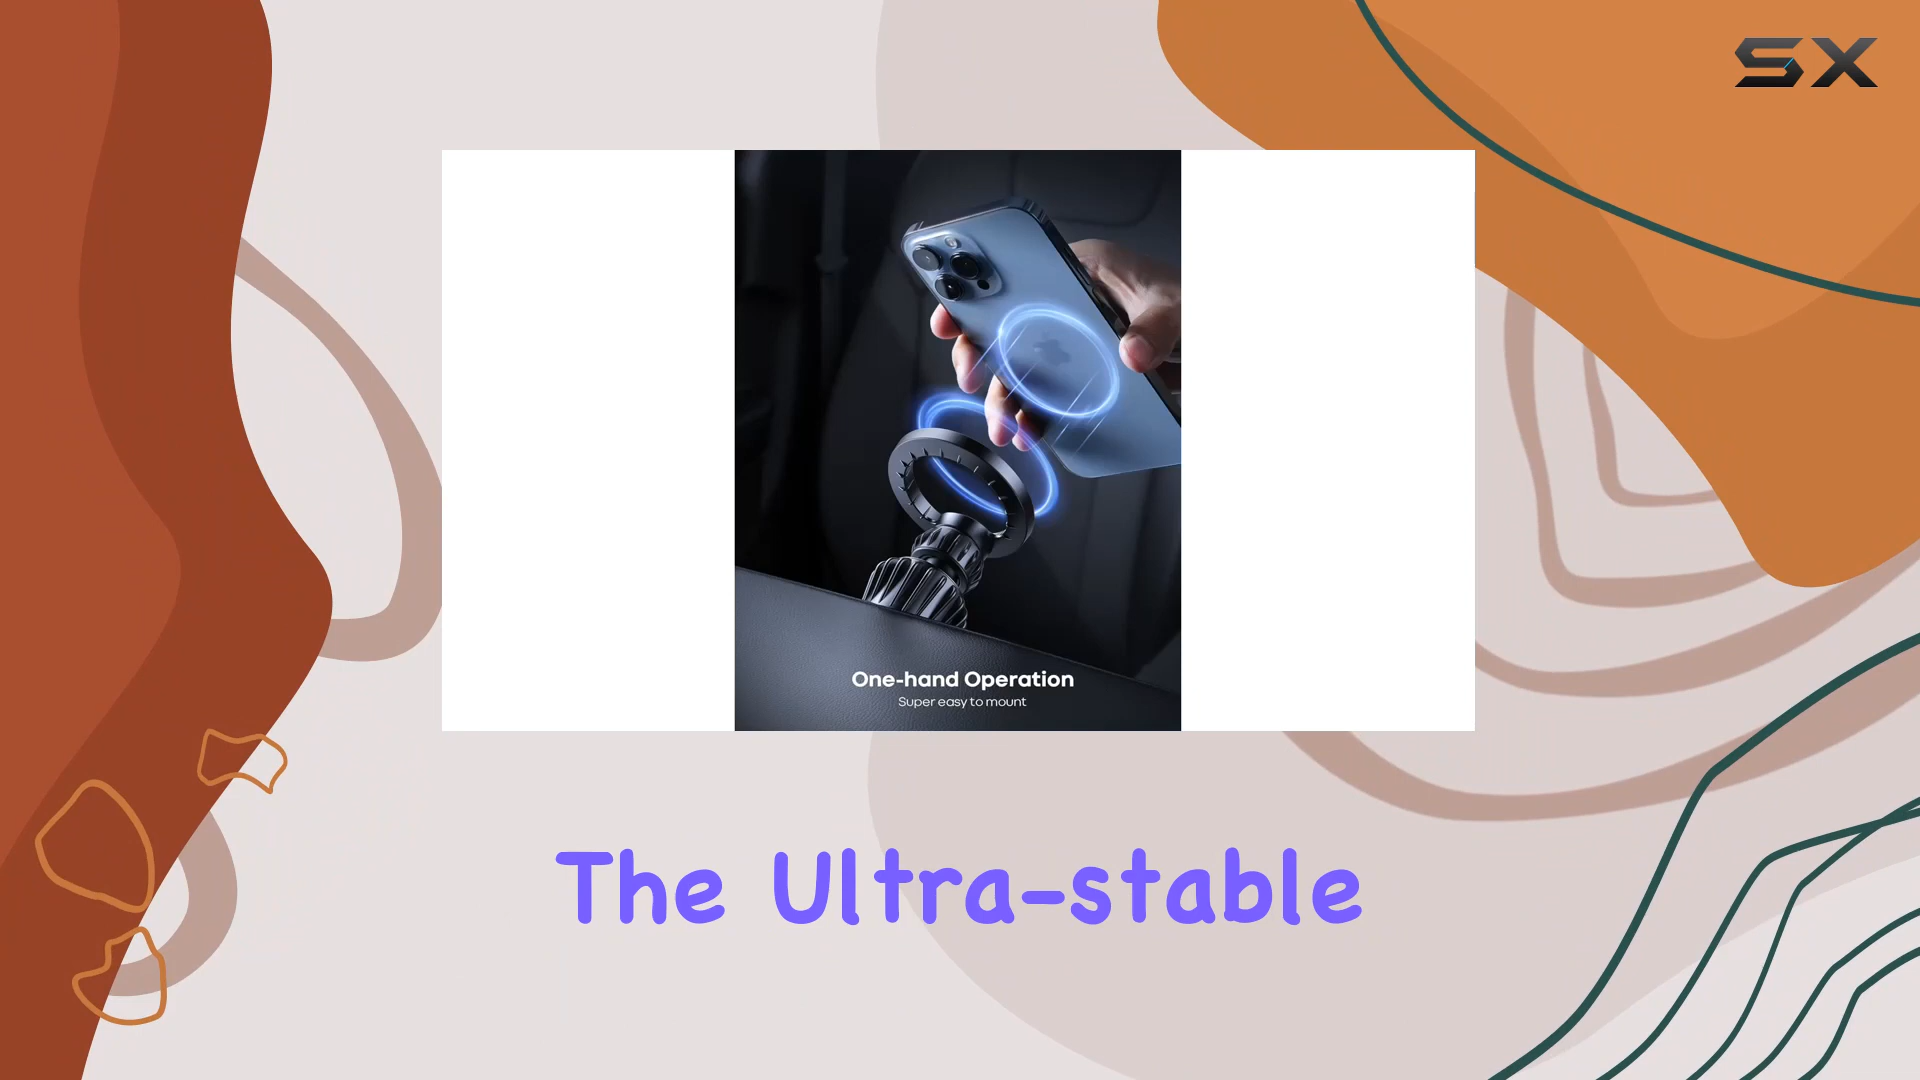 SX
One-hand Operation
Super easy to mount
The Ultra-stable